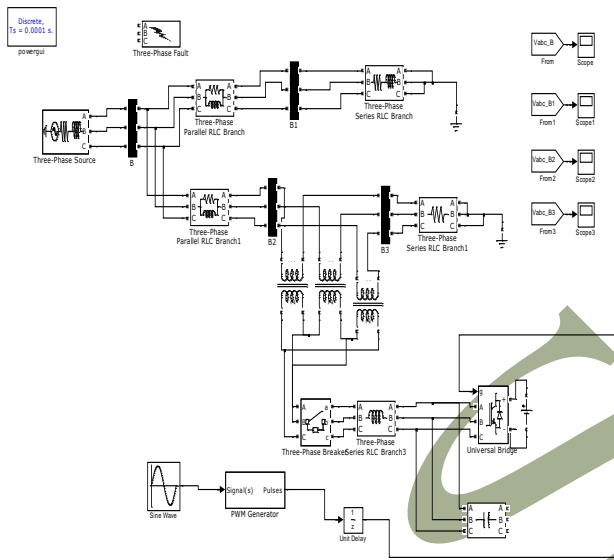 Discrete,
Ts = 0.0001 s.
powergui
A
B
C
Three-Phase Fault
A
B
C
Three-Phase Source
B
A
B
C
A
B
C
Three-Phase
Parallel RLC Branch
B1
A
B
C
A
B
C
Three-Phase
Series RLC Branch
Vabc_B
From
Scope
Vabc_B1
From1
Scope1
Vabc_B2
From2
Scope2
Vabc_B3
From3
Scope3
A
B
C
A
B
C
Three-Phase
Parallel RLC Branch1
B2
B3
A
B
C
A
B
C
Three-Phase
Series RLC Branch1
A
B
C
a
b
c
Three-Phase Breaker
A
B
C
A
B
C
Three-Phase
Series RLC Branch3
g
A
B
C
+
-
Universal Bridge
Sine Wave
Signal(s)
Pulses
PWM Generator
1
z
Unit Delay
A
B
C
A
B
C